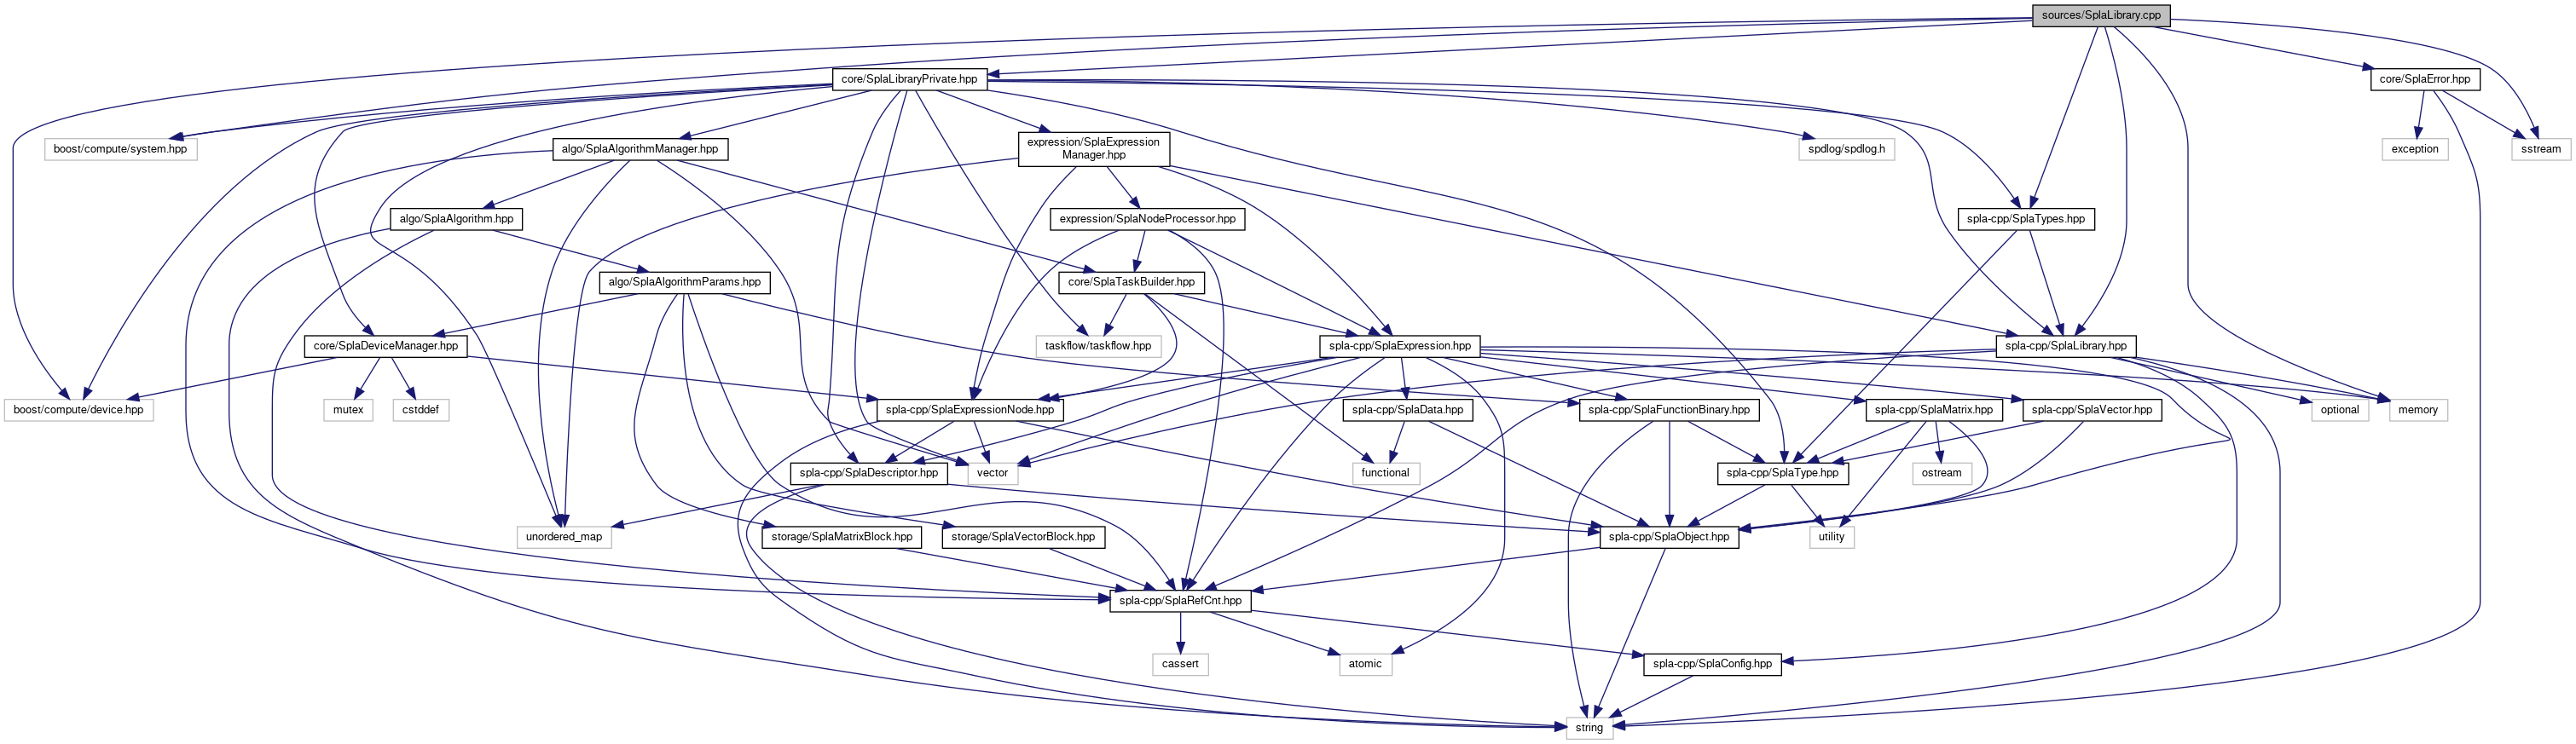 sources/SplaLibrary.cpp
core/SplaLibraryPrivate.hpp
core/SplaError.hpp
boost/compute/system.hpp
algo/SplaAlgorithmManager.hpp
expression/SplaExpression
Manager.hpp
spdlog/spdlog.h
exception
sstream
algo/SplaAlgorithm.hpp
expression/SplaNodeProcessor.hpp
spla-cpp/SplaTypes.hpp
algo/SplaAlgorithmParams.hpp
core/SplaTaskBuilder.hpp
core/SplaDeviceManager.hpp
taskflow/taskflow.hpp
spla-cpp/SplaExpression.hpp
spla-cpp/SplaLibrary.hpp
boost/compute/device.hpp
mutex
cstddef
spla-cpp/SplaExpressionNode.hpp
spla-cpp/SplaData.hpp
spla-cpp/SplaFunctionBinary.hpp
spla-cpp/SplaMatrix.hpp
spla-cpp/SplaVector.hpp
optional
memory
spla-cpp/SplaDescriptor.hpp
vector
functional
spla-cpp/SplaType.hpp
ostream
unordered_map
storage/SplaMatrixBlock.hpp
storage/SplaVectorBlock.hpp
spla-cpp/SplaObject.hpp
utility
spla-cpp/SplaRefCnt.hpp
cassert
atomic
spla-cpp/SplaConfig.hpp
string